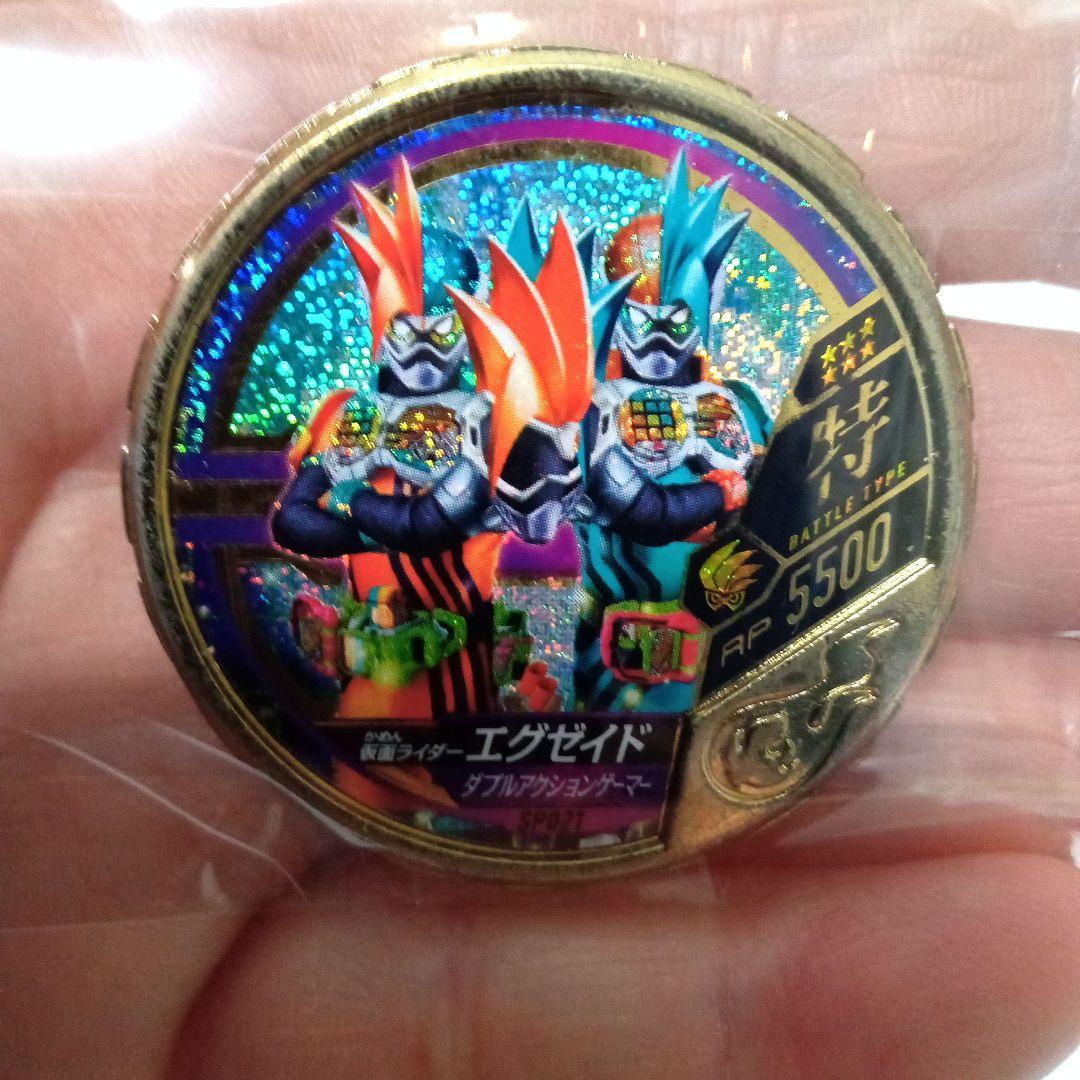 特
BATTLE TYPE
RP 5500
かめん
仮面ライダー エグゼイド
ダブルアクションゲーマー
SP021